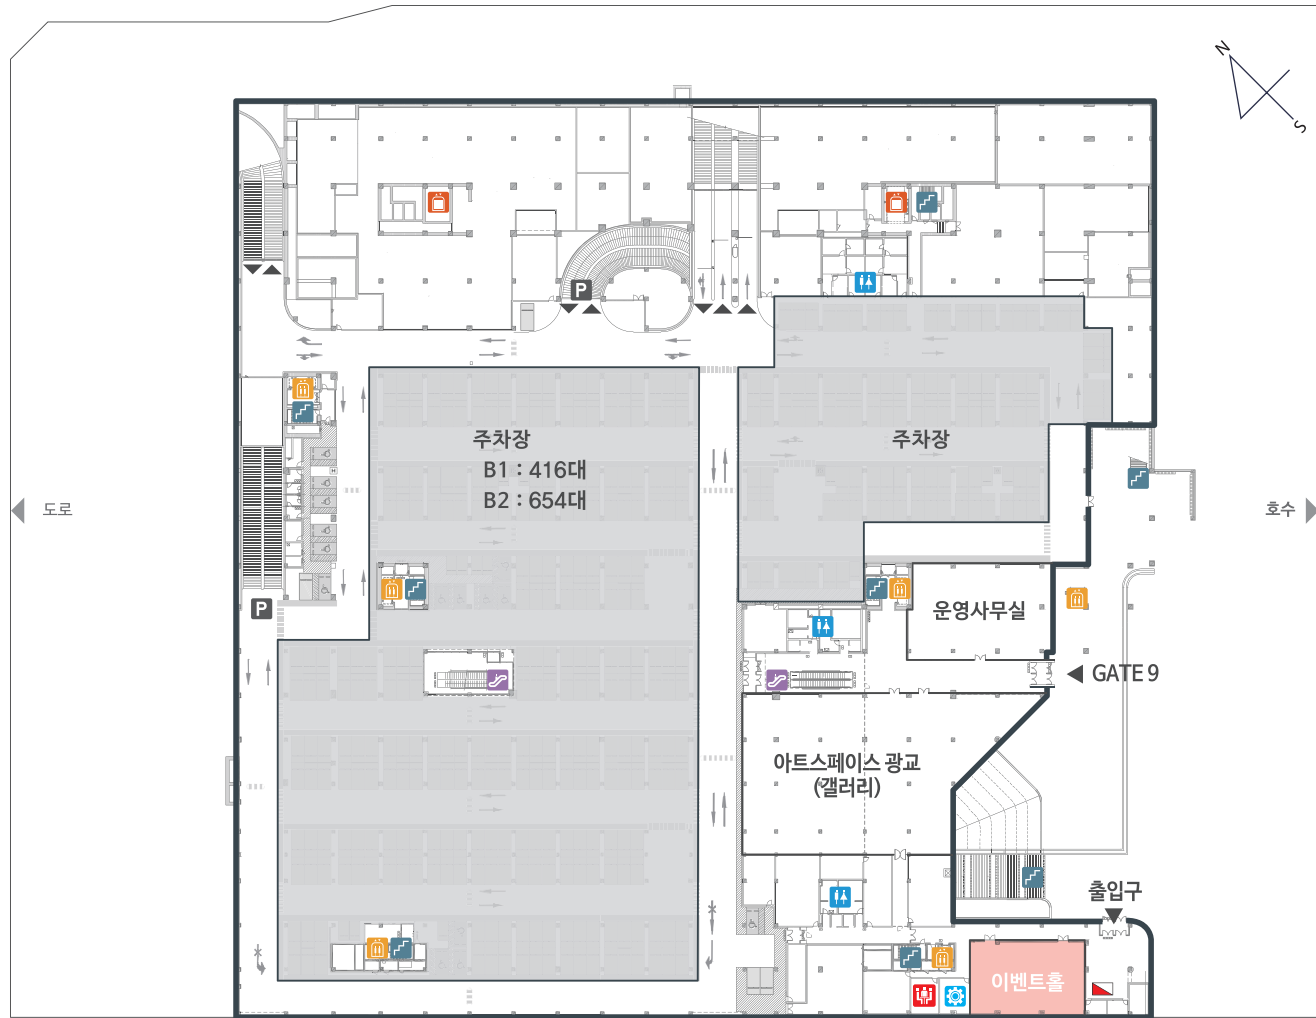 N
S
P
주차장
B1 : 416대
B2 : 654대
주차장
도로
호수
P
운영사무실
GATE 9
아트스페이스 광교
(갤러리)
출입구
이벤트홀